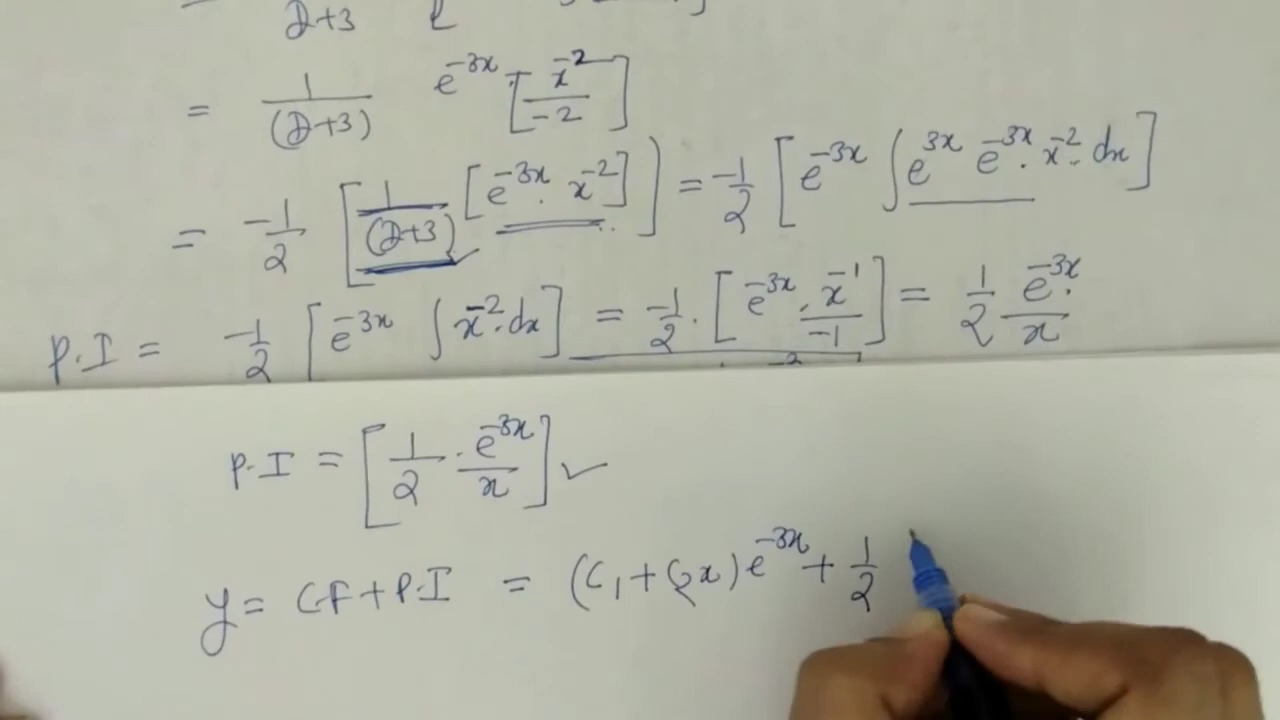 = 1/(D+3) e
= 1/(D+3) e^{-3x} · [x^{-2}/-2]
= -1/2 [1/(D+3) [e^{-3x} · x^{-2}]] = -1/2 [e^{-3x} ∫ e^{3x} e^{-3x} · x^{-2} · dx]
P.I = -1/2 [e^{-3x} ∫ x^{-2} · dx] = -1/2 · [e^{-3x} · x^{-1}/-1] = 1/2 e^{-3x}/x
P.I = [1/2 · e^{-3x}/x] ✓
y = C.F + P.I = (C₁ + C₂x) e^{-3x} + 1/2